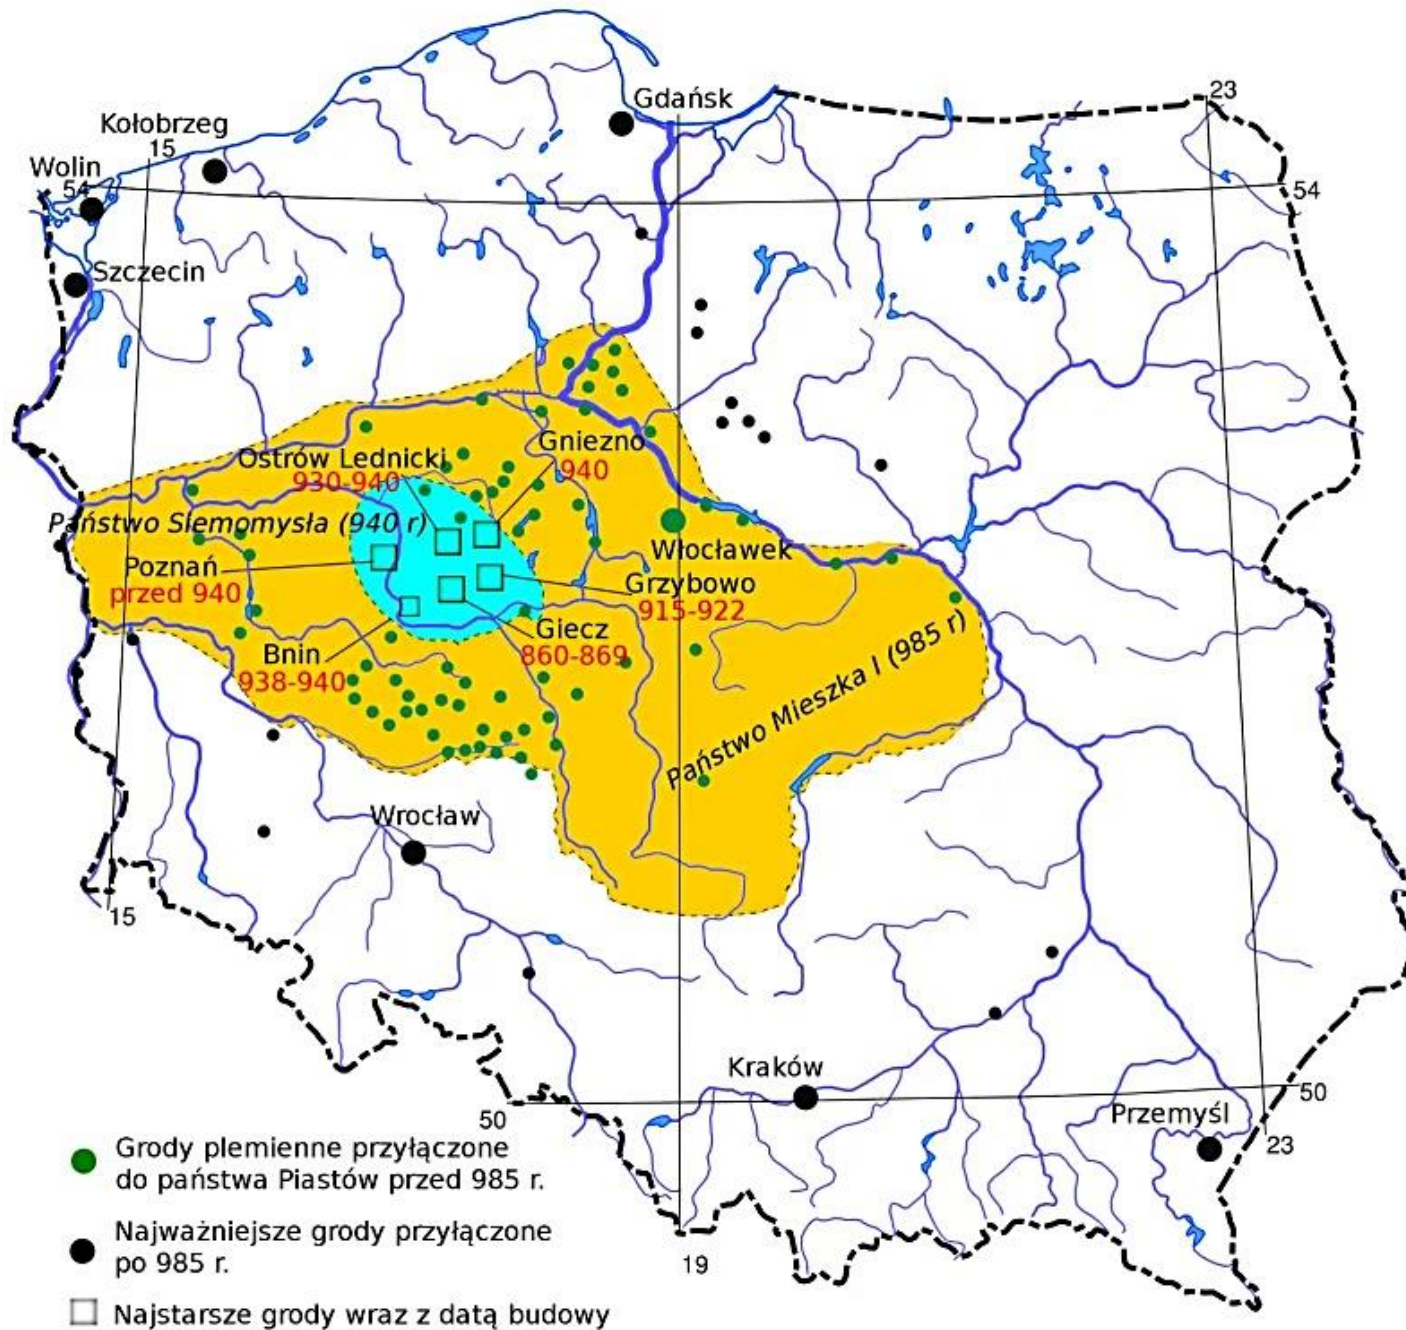 23
Gdańsk
Kołobrzeg
15
Wolin
54
54
Szczecin
Gniezno
940
Ostrów Lednicki
930-940
Państwo Siemomysła (940 r)
Włocławek
Poznań
przed 940
Grzybowo
915-922
Giecz
860-869
Bnin
938-940
Państwo Mieszka I (985 r)
Wrocław
15
Kraków
50
Przemyśl
50
23
Grody plemienne przyłączone
do państwa Piastów przed 985 r.
Najważniejsze grody przyłączone
po 985 r.
19
Najstarsze grody wraz z datą budowy